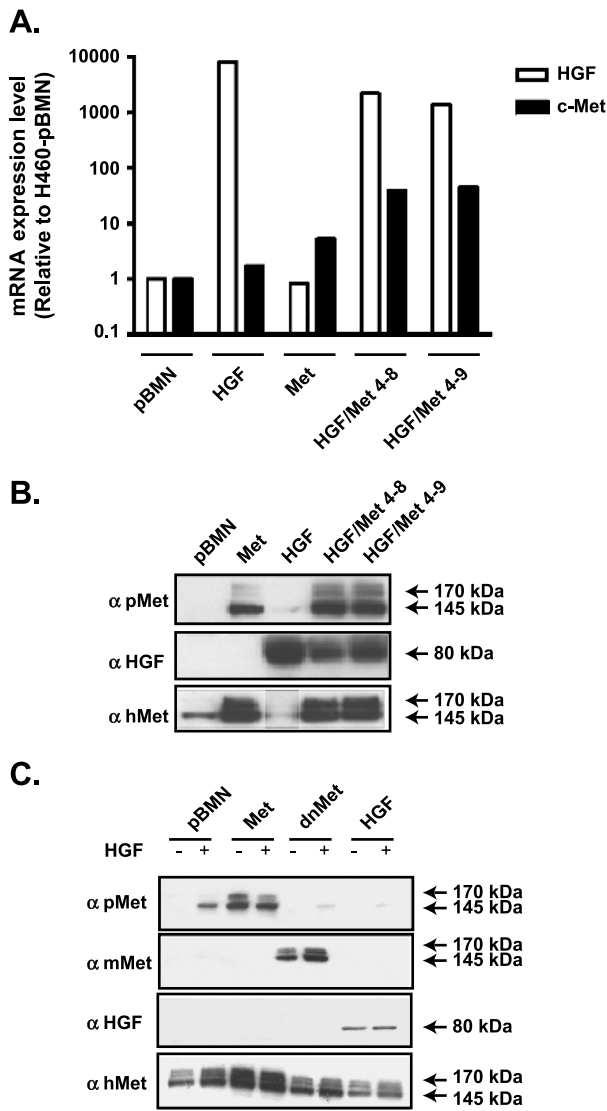 A.
mRNA expression level
(Relative to H460-pBMN)
10000
1000
100
10
1
0.1
HGF
c-Met
pBMN
HGF
Met
HGF/Met 4-8
HGF/Met 4-9
B.
pBMN
Met
HGF
HGF/Met 4-8
HGF/Met 4-9
α pMet
170 kDa
145 kDa
α HGF
80 kDa
α hMet
170 kDa
145 kDa
C.
pBMN
Met
dnMet
HGF
HGF - + - + - + - +
α pMet
170 kDa
145 kDa
α mMet
170 kDa
145 kDa
α HGF
80 kDa
α hMet
170 kDa
145 kDa